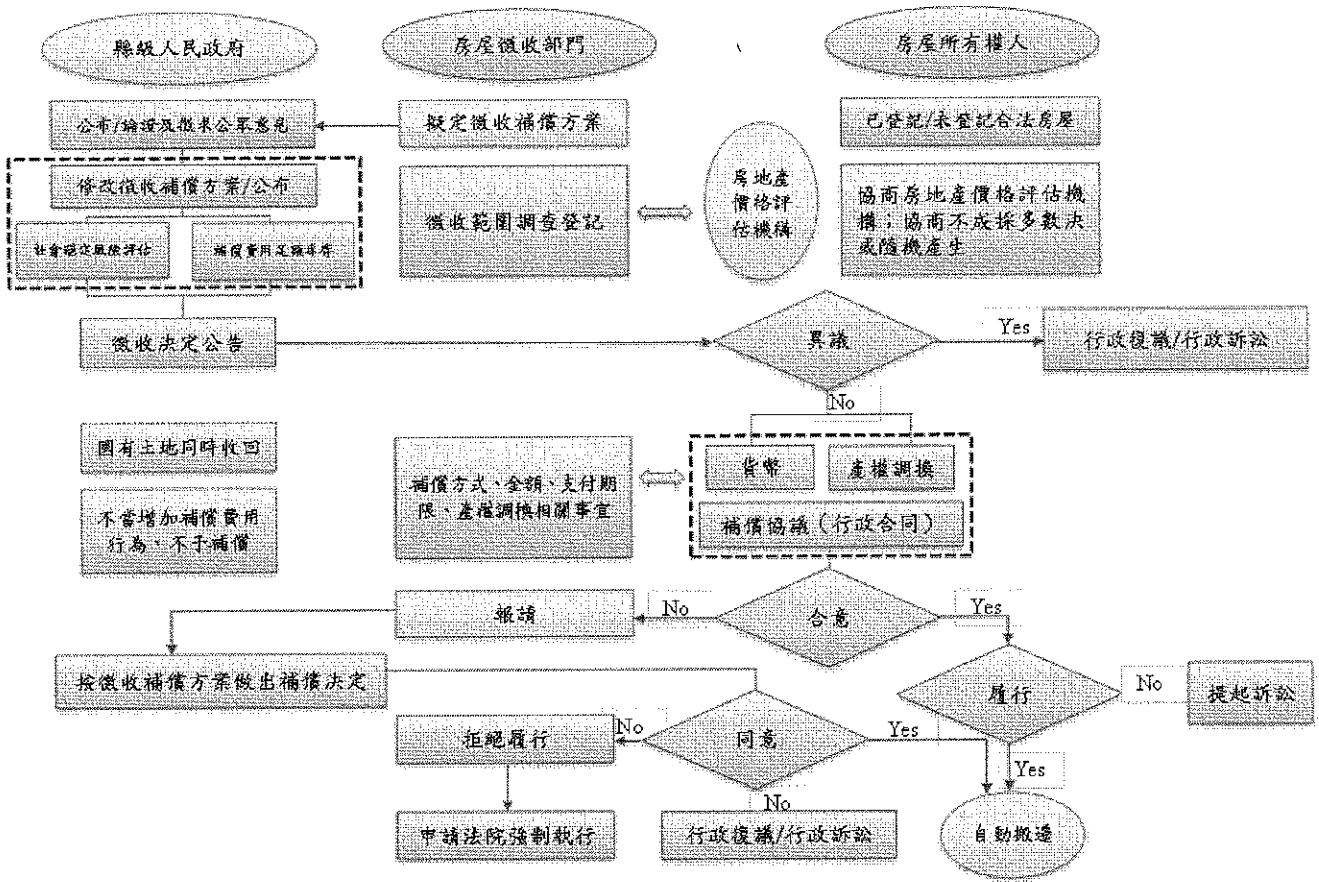 縣級人民政府
房屋徵收部門
房屋所有權人
公布/論證及徵求公眾意見
擬定徵收補償方案
已登記/未登記合法房屋
修改徵收補償方案/公布
社會穩定風險評估
補償費用足額專存
徵收範圍調查登記
房地產
價格評
估機構
協商房地產價格評估機
構；協商不成採多數決
或隨機產生
徵收決定公告
異議
Yes
行政復議/行政訴訟
No
國有土地同時收回
不當增加補償費用
行為、不予補償
補償方式、金額、支付期
限、產權調換相關事宜
貨幣
產權調換
補償協議（行政合同）
報請
No
合意
Yes
按徵收補償方案做出補償決定
履行
No
提起訴訟
拒絕履行
No
同意
Yes
Yes
No
申請法院強制執行
行政復議/行政訴訟
自動搬遷